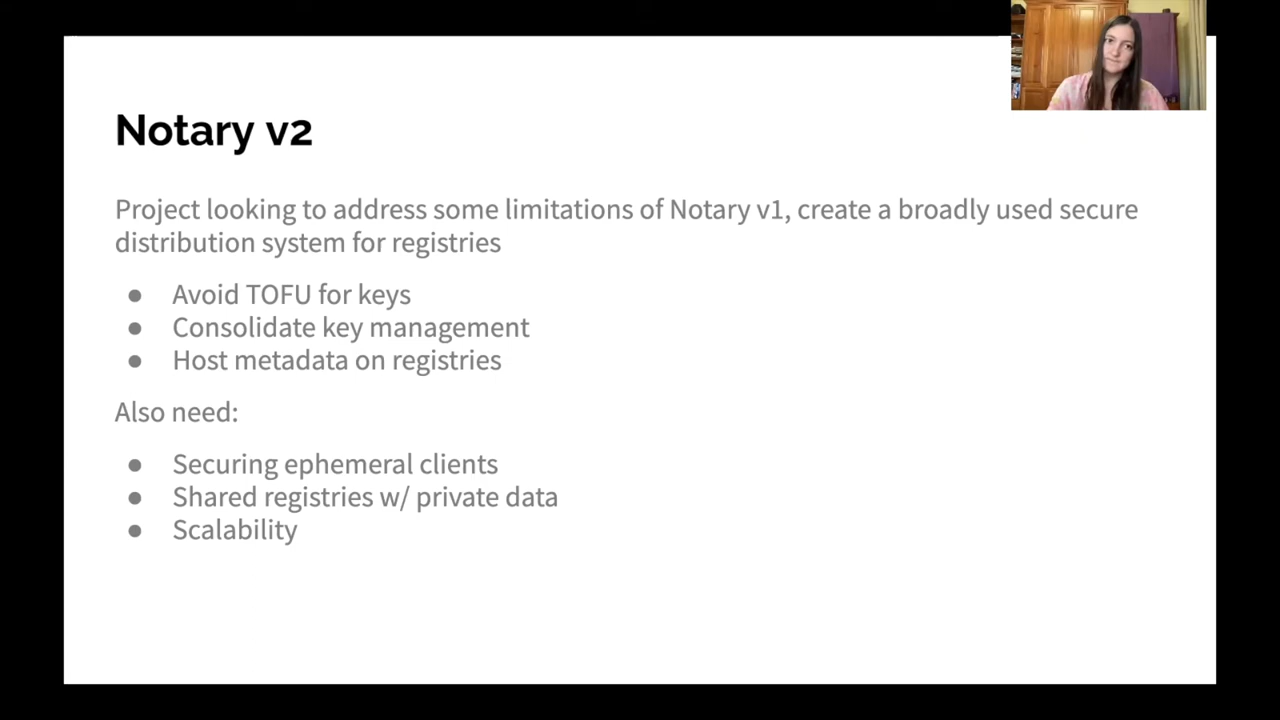 Notary v2
Project looking to address some limitations of Notary v1, create a broadly used secure
distribution system for registries
● Avoid TOFU for keys
● Consolidate key management
● Host metadata on registries
Also need:
● Securing ephemeral clients
● Shared registries w/ private data
● Scalability